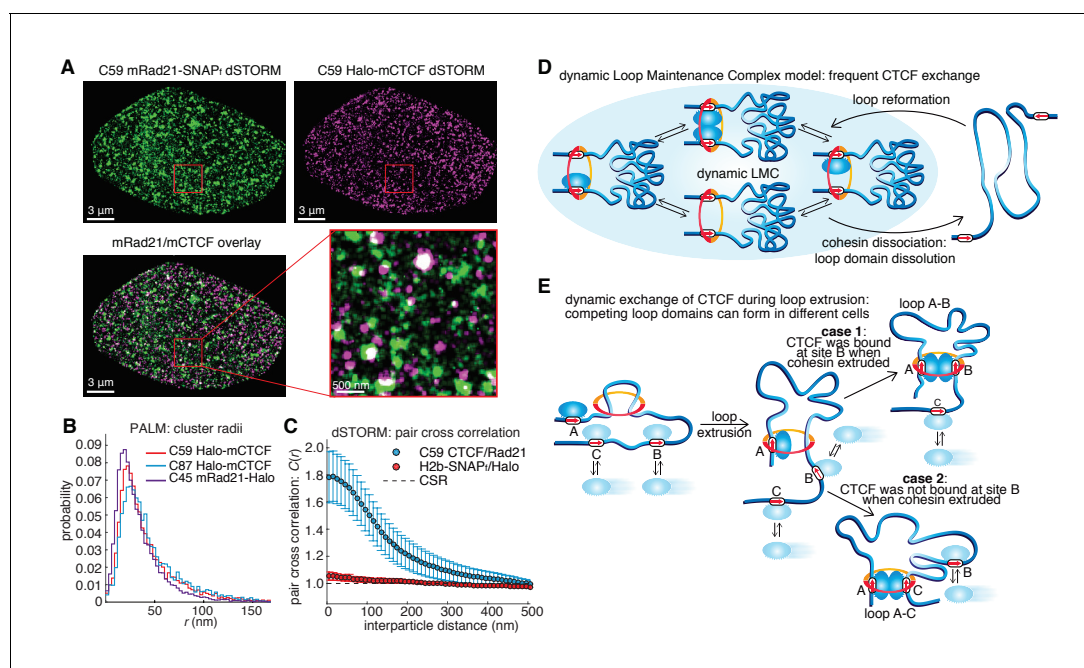 A
C59 mRad21-SNAPf dSTORM
C59 Halo-mCTCF dSTORM
3 µm
3 µm
mRad21/mCTCF overlay
3 µm
500 nm
B
PALM: cluster radii
C59 Halo-mCTCF
C87 Halo-mCTCF
C45 mRad21-Halo
probability
0.09
0.08
0.07
0.06
0.05
0.04
0.03
0.02
0.01
0
50
100
150
r (nm)
C
dSTORM: pair cross correlation
C59 CTCF/Rad21
H2b-SNAPf/Halo
CSR
pair cross correlation: C(r)
2.0
1.8
1.6
1.4
1.2
1.0
0
100
200
300
400
500
interparticle distance (nm)
D
dynamic Loop Maintenance Complex model: frequent CTCF exchange
loop reformation
dynamic LMC
cohesin dissociation:
loop domain dissolution
E
dynamic exchange of CTCF during loop extrusion:
competing loop domains can form in different cells
loop A-B
case 1:
CTCF was bound
at site B when
cohesin extruded
A
B
C
A
C
B
loop
extrusion
A
B
C
case 2:
CTCF was not bound at site B
when cohesin extruded
A
C
B
loop A-C